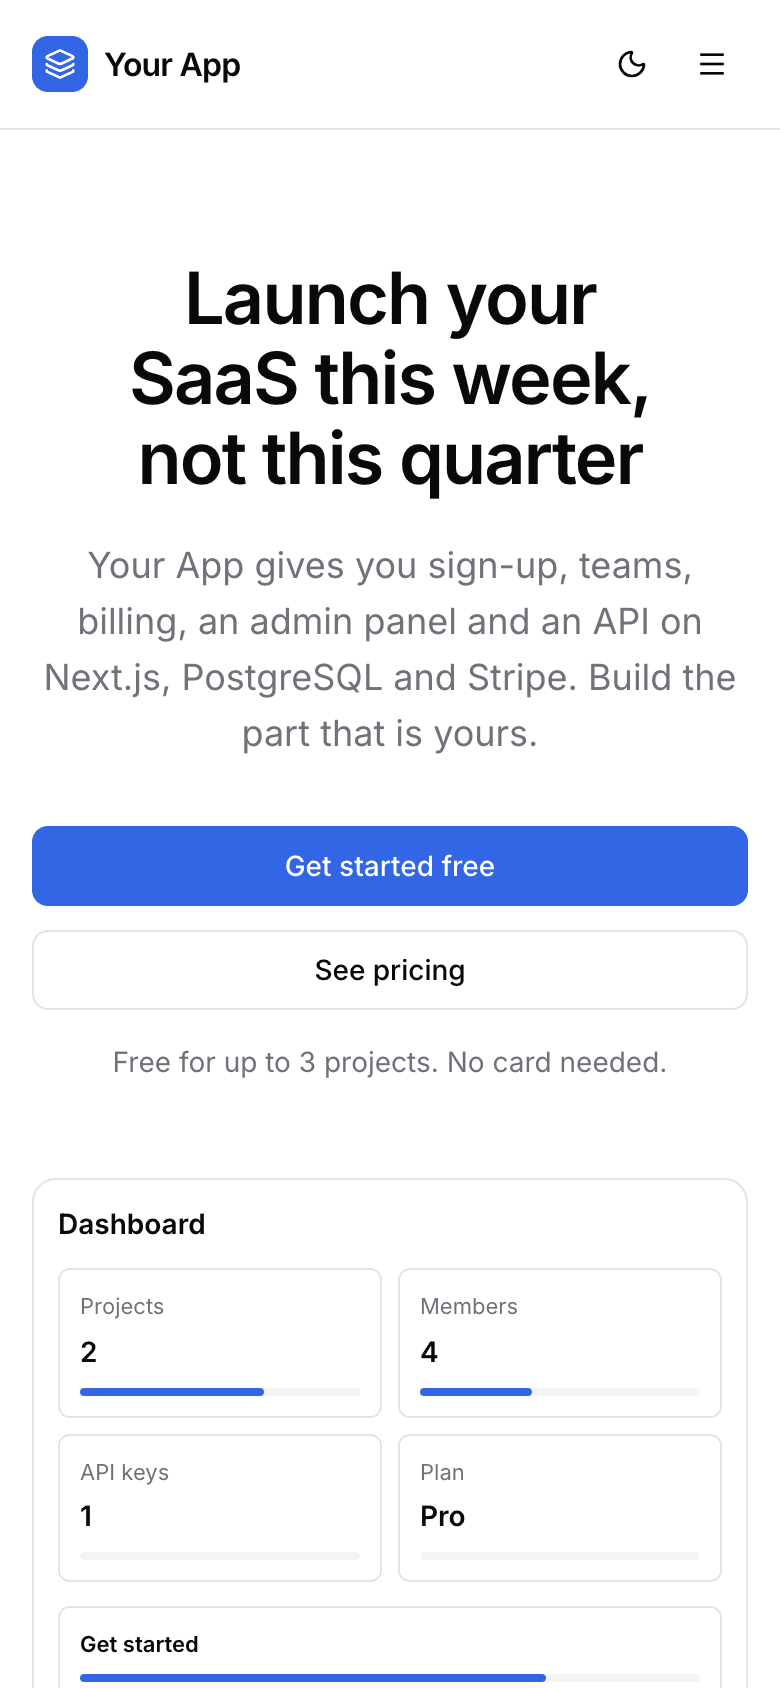 Your App
Launch your
SaaS this week,
not this quarter
Your App gives you sign-up, teams,
billing, an admin panel and an API on
Next.js, PostgreSQL and Stripe. Build the
part that is yours.
Get started free
See pricing
Free for up to 3 projects. No card needed.
Dashboard
Projects
2
Members
4
API keys
1
Plan
Pro
Get started